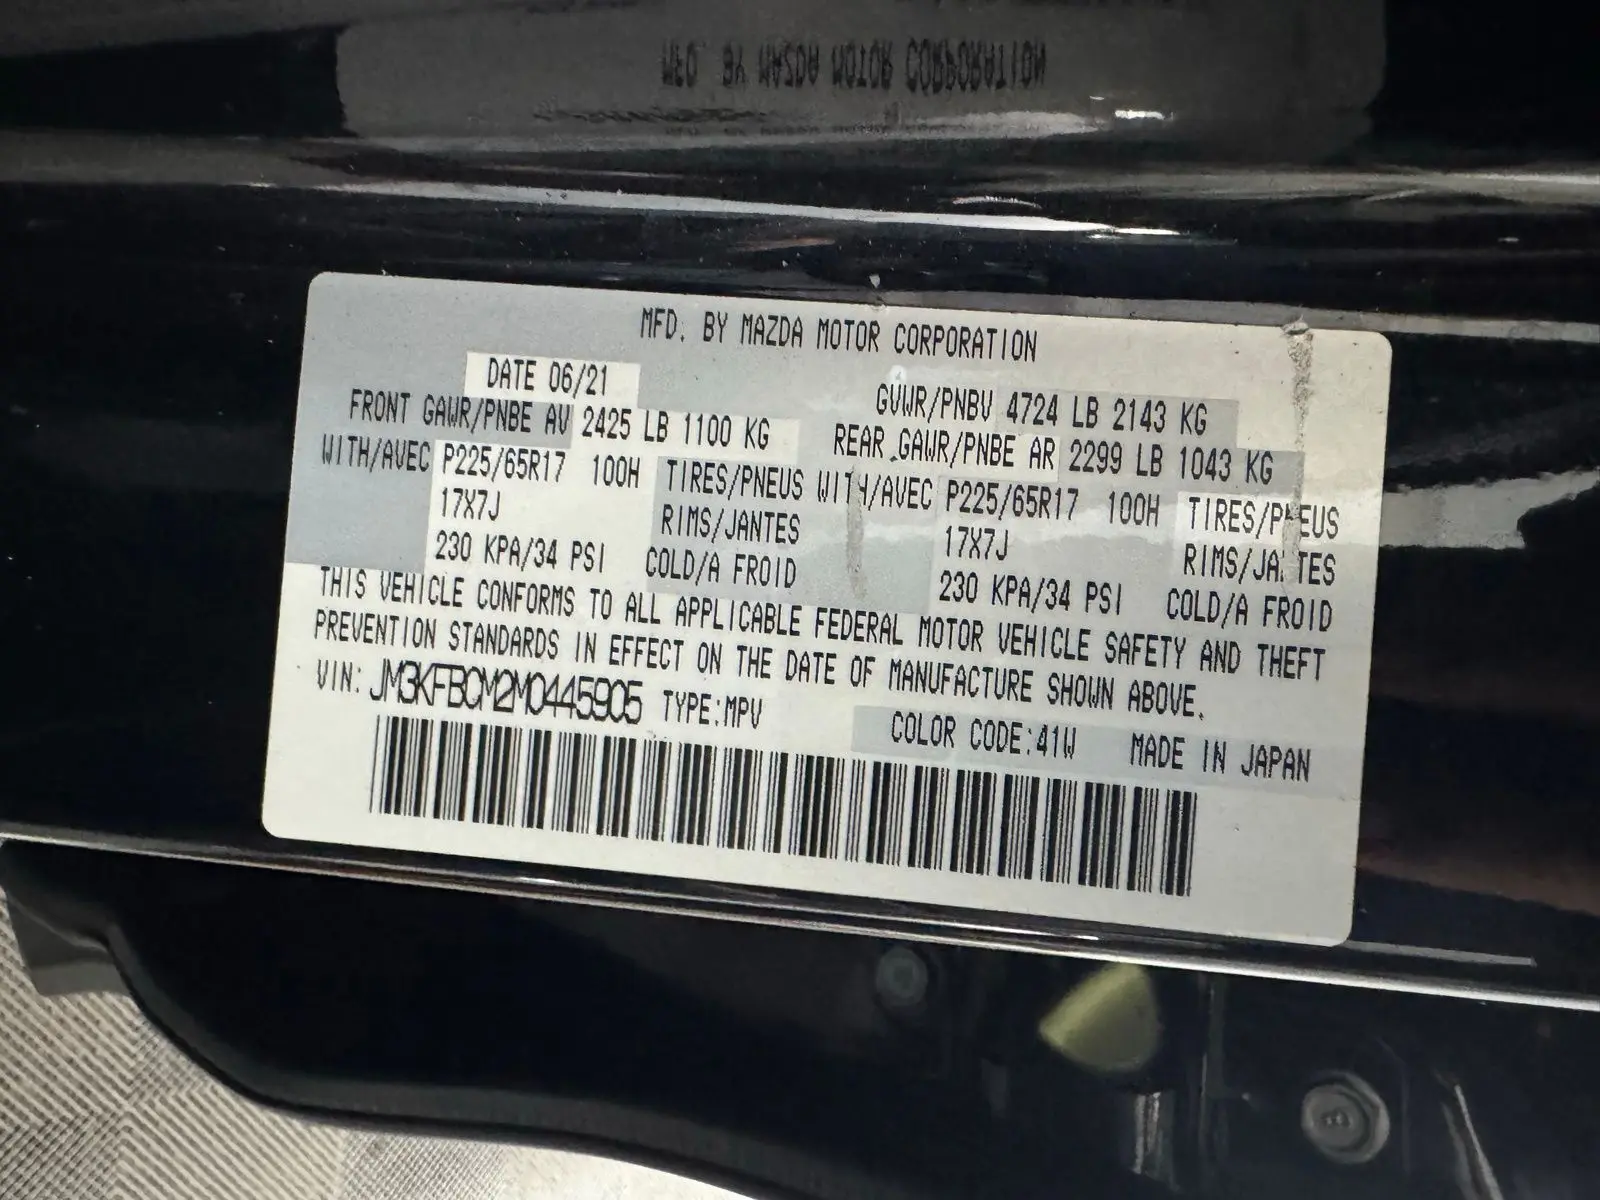 MFD. BY MAZDA MOTOR CORPORATION
MFD. BY MAZDA MOTOR CORPORATION
DATE 06/21 GVWR/PNBV 4724 LB 2143 KG
FRONT GAWR/PNBE AV 2425 LB 1100 KG REAR GAWR/PNBE AR 2299 LB 1043 KG
WITH/AVEC P225/65R17 100H TIRES/PNEUS WITH/AVEC P225/65R17 100H TIRES/PNEUS
17X7J RIMS/JANTES 17X7J RIMS/JANTES
230 KPA/34 PSI COLD/A FROID 230 KPA/34 PSI COLD/A FROID
THIS VEHICLE CONFORMS TO ALL APPLICABLE FEDERAL MOTOR VEHICLE SAFETY AND THEFT
PREVENTION STANDARDS IN EFFECT ON THE DATE OF MANUFACTURE SHOWN ABOVE.
VIN: JM3KFBCM2M0445905 TYPE:MPV COLOR CODE:41W MADE IN JAPAN